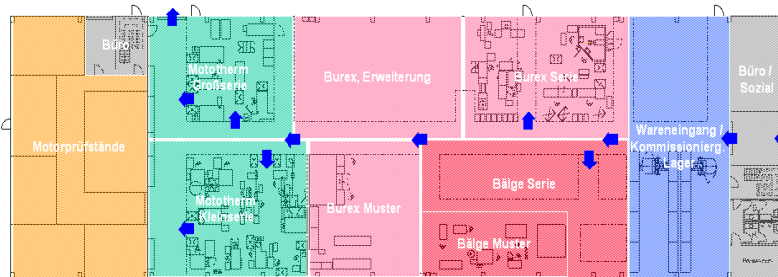 Büro
Motorprüfstände
Mototherm
Großserie
Burex, Erweiterung
Burex Serie
Wareneingang /
Kommissionierg.
Lager
Büro /
Sozial
Mototherm
Kleinserie
Burex Muster
Bälge Serie
Bälge Muster